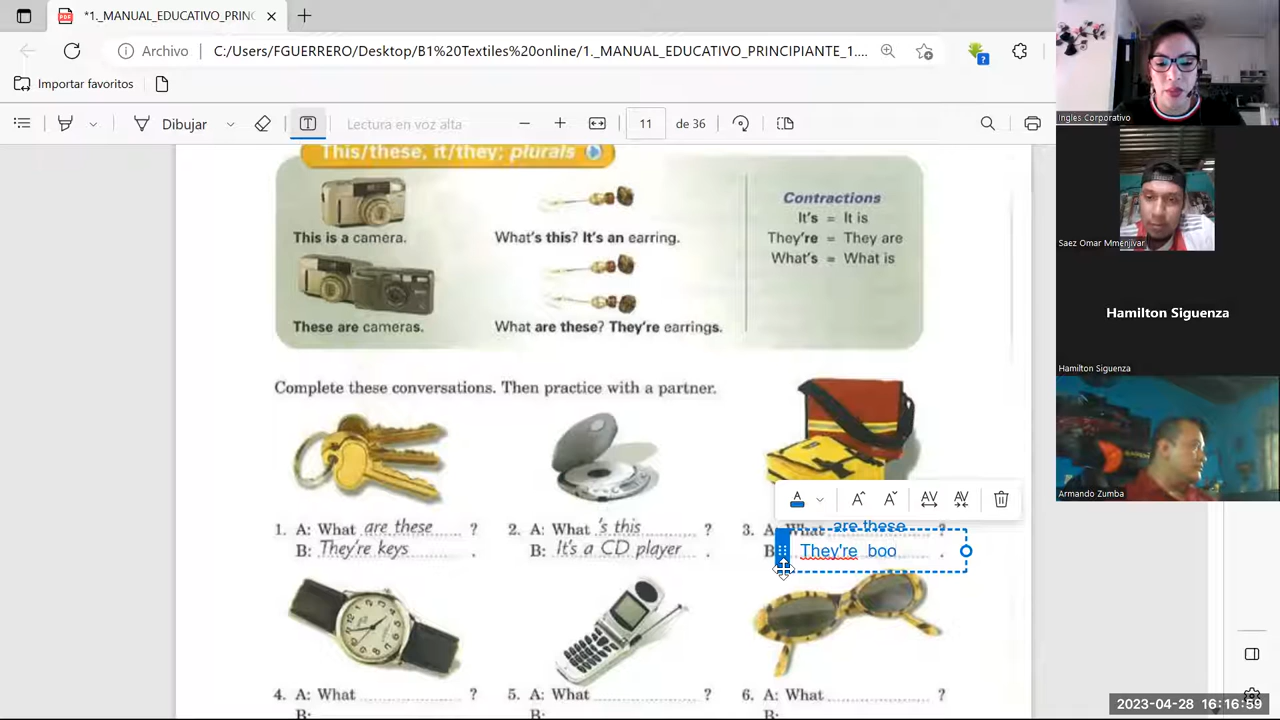 *1._MANUAL_EDUCATIVO_PRINC
Archivo
C:/Users/FGUERRERO/Desktop/B1%20Textiles%20online/1._MANUAL_EDUCATIVO_PRINCIPIANTE_1....
Importar favoritos
Dibujar
Lectura en voz alta
11
de 36
This is a camera.
What's this? It's an earring.
These are cameras.
What are these? They're earrings.
Contractions
It's = It is
They're = They are
What's = What is
Complete these conversations. Then practice with a partner.
1. A: What are these ?
B: They're keys .
2. A: What 's this ?
B: It's a CD player .
3. A: What are these ?
B They're boo .
4. A: What ?
B:
5. A: What ?
B:
6. A: What ?
B:
Ingles Corporativo
Saez Omar Mmenjivar
Hamilton Siguenza
Hamilton Siguenza
Armando Zumba
2023-04-28 16:16:59